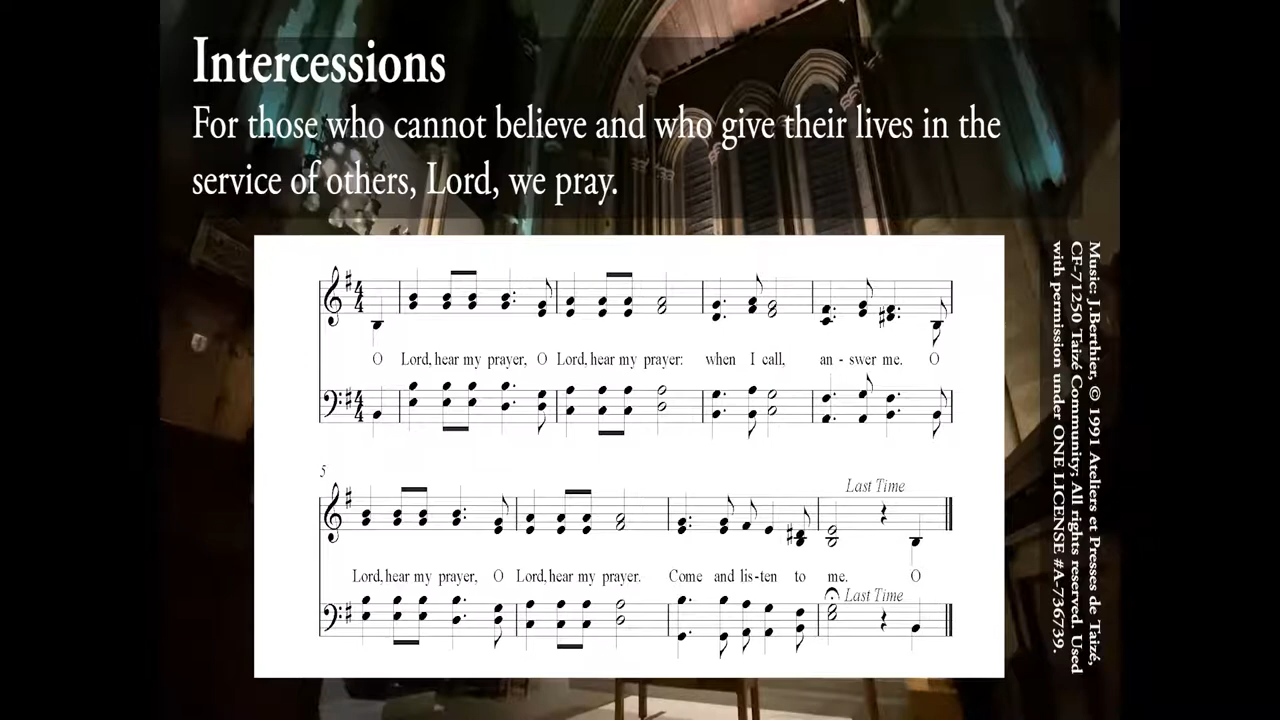 Intercessions
For those who cannot believe and who give their lives in the
service of others, Lord, we pray.
O Lord, hear my prayer, O Lord, hear my prayer: when I call, an - swer me. O
5
Last Time
Lord, hear my prayer, O Lord, hear my prayer. Come and lis-ten to me. O
Last Time
Music: J.Berthier, © 1991 Ateliers et Presses de Taizé,
CF-71250 Taizé Community; All rights reserved. Used
with permission under ONE LICENSE #A-736739.